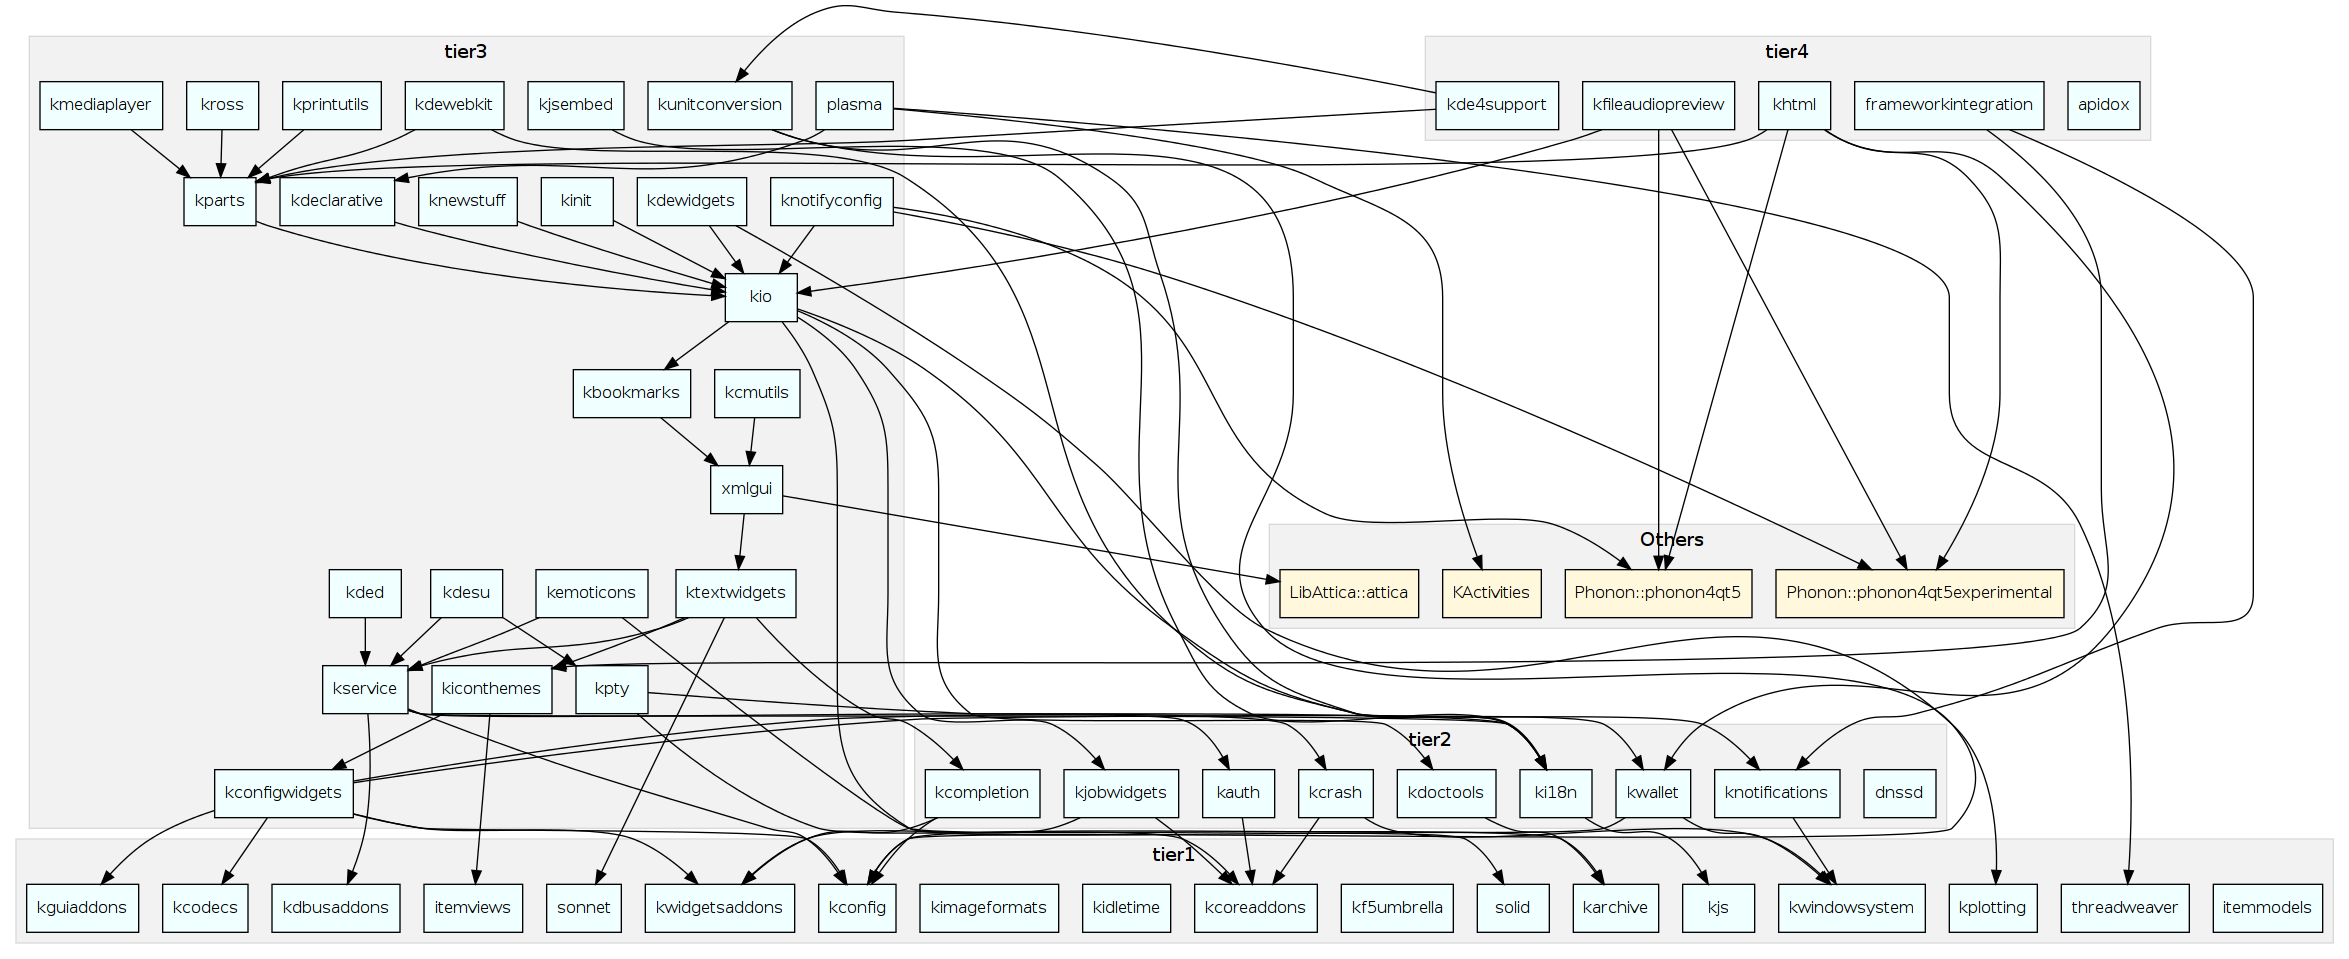 tier3
tier4
kmediaplayer
kross
kprintutils
kdewebkit
kjsembed
kunitconversion
plasma
kde4support
kfileaudiopreview
khtml
frameworkintegration
apidox
kparts
kdeclarative
knewstuff
kinit
kdewidgets
knotifyconfig
kio
kbookmarks
kcmutils
xmlgui
Others
kded
kdesu
kemoticons
ktextwidgets
LibAttica::attica
KActivities
Phonon::phonon4qt5
Phonon::phonon4qt5experimental
kservice
kiconthemes
kpty
tier2
kconfigwidgets
kcompletion
kjobwidgets
kauth
kcrash
kdoctools
ki18n
kwallet
knotifications
dnssd
tier1
kguiaddons
kcodecs
kdbusaddons
itemviews
sonnet
kwidgetsaddons
kconfig
kimageformats
kidletime
kcoreaddons
kf5umbrella
solid
karchive
kjs
kwindowsystem
kplotting
threadweaver
itemmodels